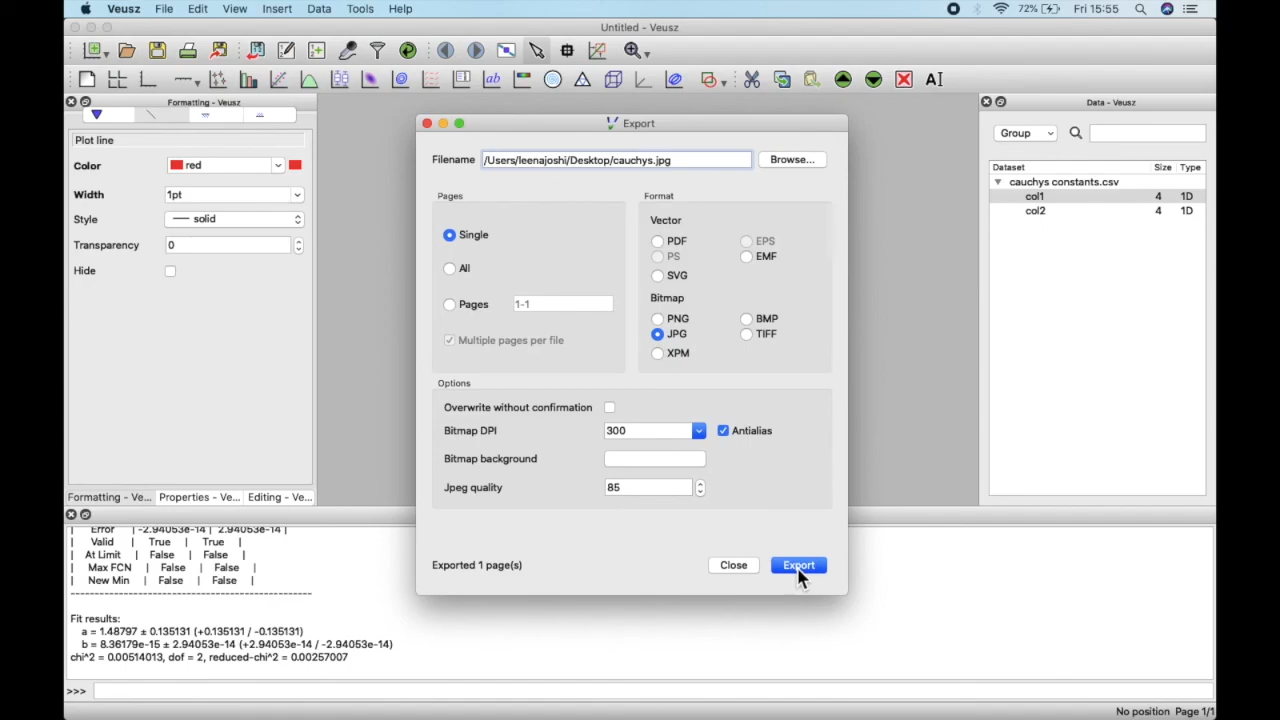 Veusz File Edit View Insert Data Tools Help 72% Fri 15:55
Untitled - Veusz
Formatting - Veusz
Plot line
Color red
Width 1pt
Style solid
Transparency 0
Hide
Formatting - Ve... Properties - Ve... Editing - Ve...
Export
Filename /Users/leenajoshi/Desktop/cauchys.jpg Browse...
Pages
Single
All
Pages 1-1
Multiple pages per file
Format
Vector
PDF EPS
PS EMF
SVG
Bitmap
PNG BMP
JPG TIFF
XPM
Options
Overwrite without confirmation
Bitmap DPI 300 Antialias
Bitmap background
Jpeg quality 85
Exported 1 page(s) Close Export
Data - Veusz
Group
Dataset Size Type
cauchys constants.csv
col1 4 1D
col2 4 1D
| Error | -2.94053e-14 | 2.94053e-14 |
| Valid | True | True |
| At Limit | False | False |
| Max FCN | False | False |
| New Min | False | False |
Fit results:
a = 1.48797 ± 0.135131 (+0.135131 / -0.135131)
b = 8.36179e-15 ± 2.94053e-14 (+2.94053e-14 / -2.94053e-14)
chi^2 = 0.00514013, dof = 2, reduced-chi^2 = 0.00257007
>>>
No position Page 1/1